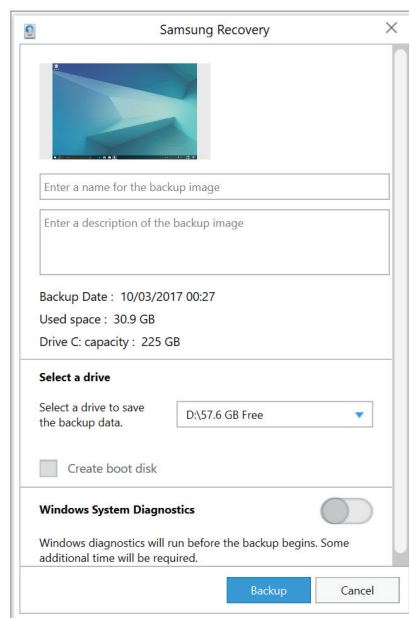 Samsung Recovery
Enter a name for the backup image
Enter a description of the backup image
Backup Date : 10/03/2017 00:27
Used space : 30.9 GB
Drive C: capacity : 225 GB
Select a drive
Select a drive to save
the backup data.
D:\57.6 GB Free
Create boot disk
Windows System Diagnostics
Windows diagnostics will run before the backup begins. Some
additional time will be required.
Backup
Cancel